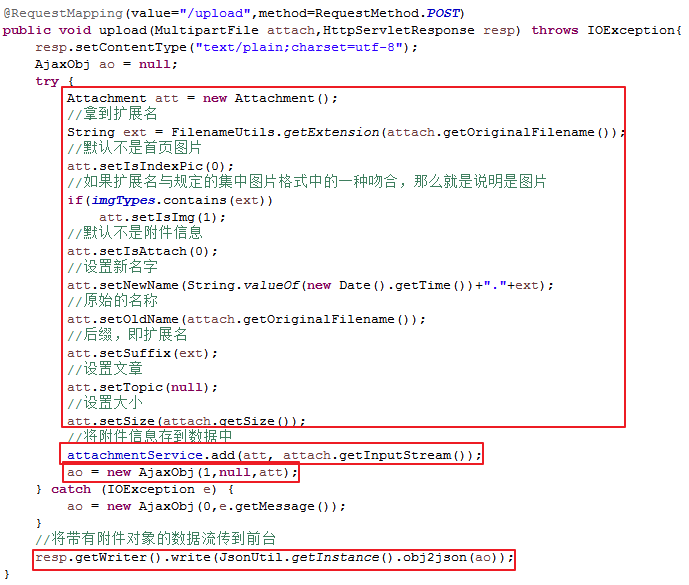 @RequestMapping(value="/upload",method=RequestMethod.POST)
public void upload(MultipartFile attach,HttpServletResponse resp) throws IOException{
    resp.setContentType("text/plain;charset=utf-8");
    AjaxObj ao = null;
    try {
        Attachment att = new Attachment();
        //拿到扩展名
        String ext = FilenameUtils.getExtension(attach.getOriginalFilename());
        //默认不是首页图片
        att.setIsIndexPic(0);
        //如果扩展名与规定的集中图片格式中的一种吻合，那么就是说明是图片
        if(imgTypes.contains(ext))
            att.setIsImg(1);
        //默认不是附件信息
        att.setIsAttach(0);
        //设置新名字
        att.setNewName(String.valueOf(new Date().getTime())+"."+ext);
        //原始的名称
        att.setOldName(attach.getOriginalFilename());
        //后缀，即扩展名
        att.setSuffix(ext);
        //设置文章
        att.setTopic(null);
        //设置大小
        att.setSize(attach.getSize());
        //将附件信息存到数据中
        attachmentService.add(att, attach.getInputStream());
        ao = new AjaxObj(1,null,att);
    } catch (IOException e) {
        ao = new AjaxObj(0,e.getMessage());
    }
    //将带有附件对象的数据流传到前台
    resp.getWriter().write(JsonUtil.getInstance().obj2json(ao));
}